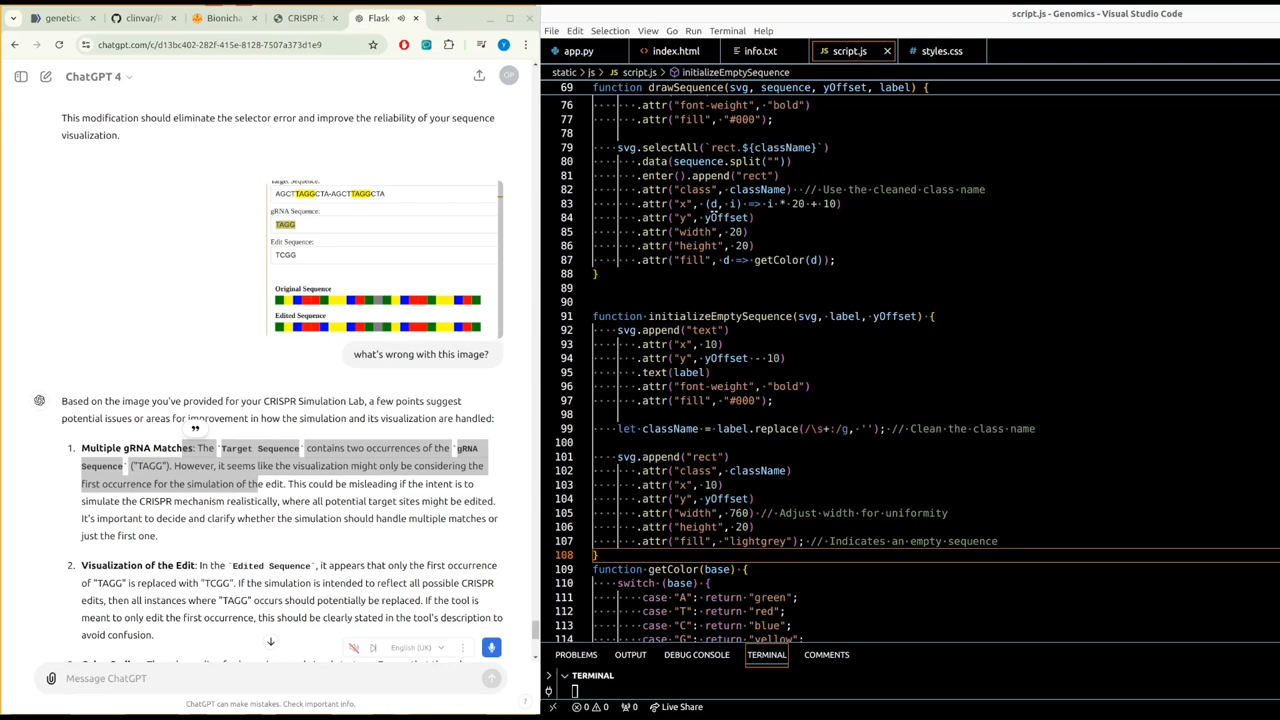 genetics
clinvar/R
Bionicha
CRISPR S
Flask
script.js - Genomics - Visual Studio Code
chatgpt.com/c/d13bc402-282f-415e-8128-7507a373d1e9
Y
File Edit Selection View Go Run Terminal Help
app.py
index.html
info.txt
script.js
styles.css
ChatGPT 4
OP
static > js > script.js > initializeEmptySequence
This modification should eliminate the selector error and improve the reliability of your sequence
visualization.
Target Sequence:
AGCTTAGGCTA-AGCTTAGGCTA
gRNA Sequence:
TAGG
Edit Sequence:
TCGG
Original Sequence
Edited Sequence
what's wrong with this image?
Based on the image you've provided for your CRISPR Simulation Lab, a few points suggest
potential issues or areas for improvement in how the simulation and its visualization are handled:
1. Multiple gRNA Matches: The `Target Sequence` contains two occurrences of the `gRNA
Sequence` ("TAGG"). However, it seems like the visualization might only be considering the
first occurrence for the simulation of the edit. This could be misleading if the intent is to
simulate the CRISPR mechanism realistically, where all potential target sites might be edited.
It's important to decide and clarify whether the simulation should handle multiple matches or
just the first one.
2. Visualization of the Edit: In the `Edited Sequence`, it appears that only the first occurrence
of "TAGG" is replaced with "TCGG". If the simulation is intended to reflect all possible CRISPR
edits, then all instances where "TAGG" occurs should potentially be replaced. If the tool is
meant to only edit the first occurrence, this should be clearly stated in the tool's description to
avoid confusion.
English (UK)
Message ChatGPT
ChatGPT can make mistakes. Check important info.
?
69 function drawSequence(svg, sequence, yOffset, label) {
76 .attr("font-weight", "bold")
77 .attr("fill", "#000");
78
79 svg.selectAll(`rect.${className}`)
80 .data(sequence.split(""))
81 .enter().append("rect")
82 .attr("class", className) // Use the cleaned class name
83 .attr("x", (d, i) => i * 20 + 10)
84 .attr("y", yOffset)
85 .attr("width", 20)
86 .attr("height", 20)
87 .attr("fill", d => getColor(d));
88 }
89
90
91 function initializeEmptySequence(svg, label, yOffset) {
92 svg.append("text")
93 .attr("x", 10)
94 .attr("y", yOffset - 10)
95 .text(label)
96 .attr("font-weight", "bold")
97 .attr("fill", "#000");
98
99 let className = label.replace(/\s+:/g, ''); // Clean the class name
100
101 svg.append("rect")
102 .attr("class", className)
103 .attr("x", 10)
104 .attr("y", yOffset)
105 .attr("width", 760) // Adjust width for uniformity
106 .attr("height", 20)
107 .attr("fill", "lightgrey"); // Indicates an empty sequence
108 }
109 function getColor(base) {
110 switch (base) {
111 case "A": return "green";
112 case "T": return "red";
113 case "C": return "blue";
114 case "G": return "yellow";
PROBLEMS OUTPUT DEBUG CONSOLE TERMINAL COMMENTS
TERMINAL
0 0 0 Live Share